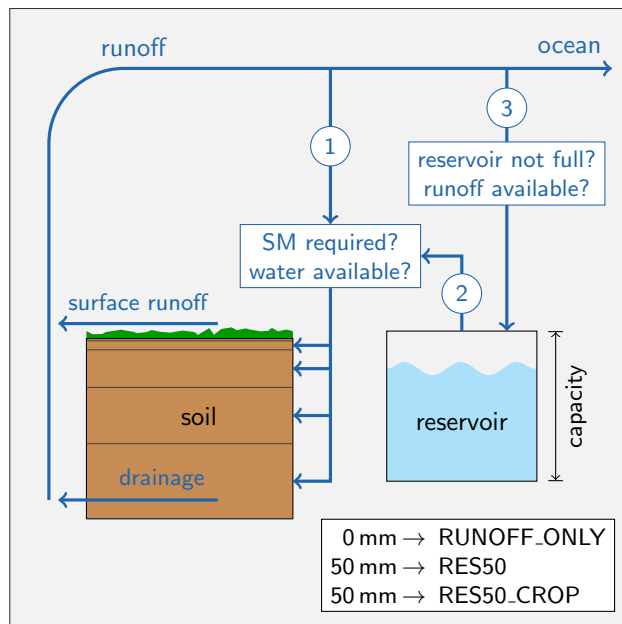 runoff
ocean
1
3
reservoir not full?
runoff available?
SM required?
water available?
2
surface runoff
soil
reservoir
capacity
drainage
0 mm → RUNOFF_ONLY
50 mm → RES50
50 mm → RES50_CROP